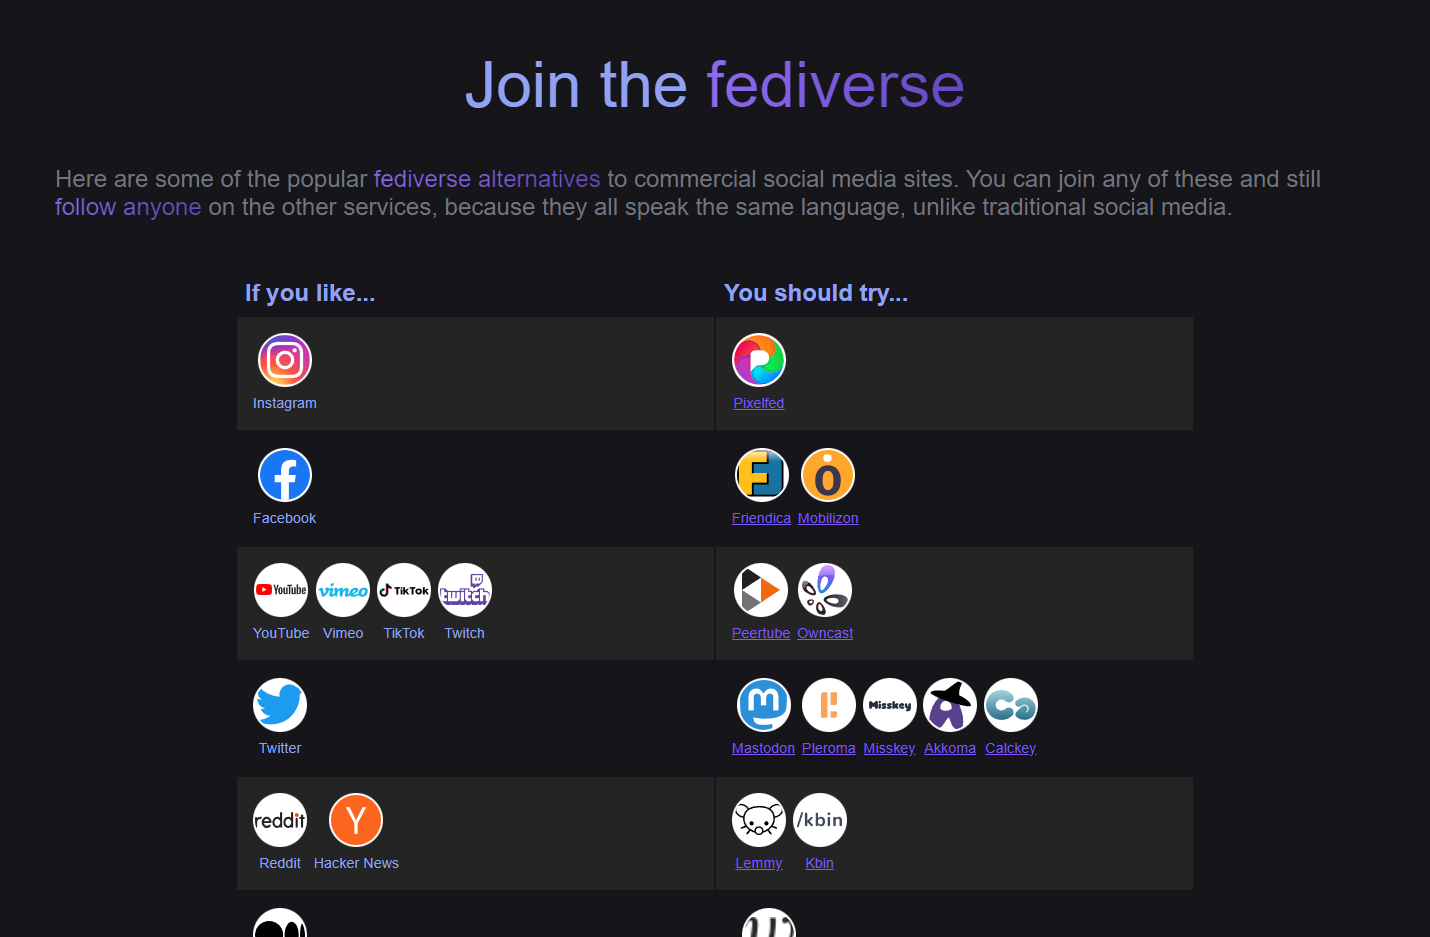 Join the fediverse
Here are some of the popular fediverse alternatives to commercial social media sites. You can join any of these and still
follow anyone on the other services, because they all speak the same language, unlike traditional social media.
If you like... You should try...
Instagram Pixelfed
Facebook Friendica Mobilizon
YouTube vimeo TikTok twitch
YouTube Vimeo TikTok Twitch Peertube Owncast
Misskey
Twitter Mastodon Pleroma Misskey Akkoma Calckey
reddit Y /kbin
Reddit Hacker News Lemmy Kbin